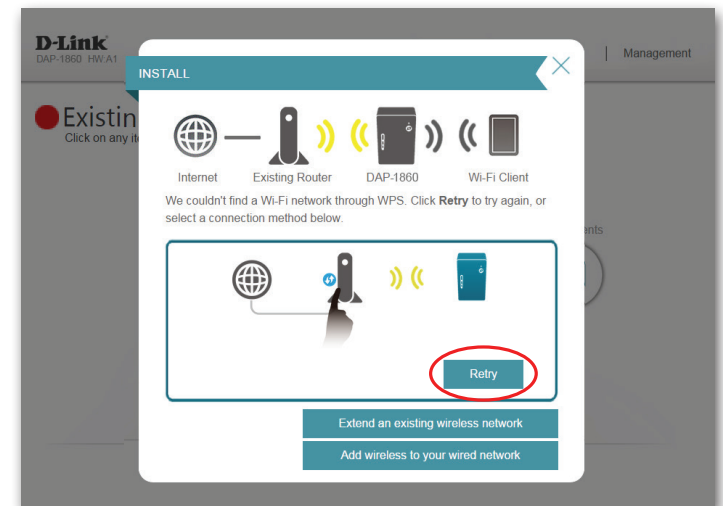 D-Link
DAP-1860 HW:A1
Management
INSTALL
Existin
Click on any it
Internet
Existing Router
DAP-1860
Wi-Fi Client
We couldn't find a Wi-Fi network through WPS. Click Retry to try again, or
select a connection method below.
ents
Retry
Extend an existing wireless network
Add wireless to your wired network